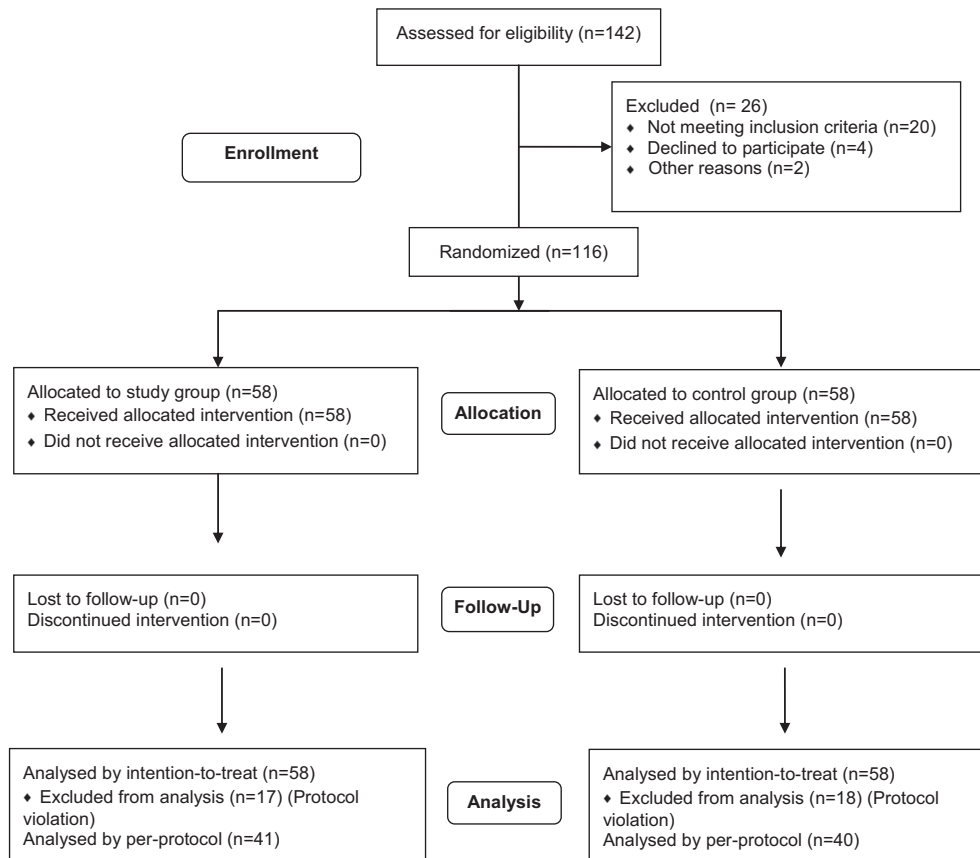 Assessed for eligibility (n=142)
Excluded (n= 26)
♦ Not meeting inclusion criteria (n=20)
♦ Declined to participate (n=4)
♦ Other reasons (n=2)
Enrollment
Randomized (n=116)
Allocated to study group (n=58)
♦ Received allocated intervention (n=58)
♦ Did not receive allocated intervention (n=0)
Allocation
Allocated to control group (n=58)
♦ Received allocated intervention (n=58)
♦ Did not receive allocated intervention (n=0)
Lost to follow-up (n=0)
Discontinued intervention (n=0)
Follow-Up
Lost to follow-up (n=0)
Discontinued intervention (n=0)
Analysed by intention-to-treat (n=58)
♦ Excluded from analysis (n=17) (Protocol
violation)
Analysed by per-protocol (n=41)
Analysis
Analysed by intention-to-treat (n=58)
♦ Excluded from analysis (n=18) (Protocol
violation)
Analysed by per-protocol (n=40)